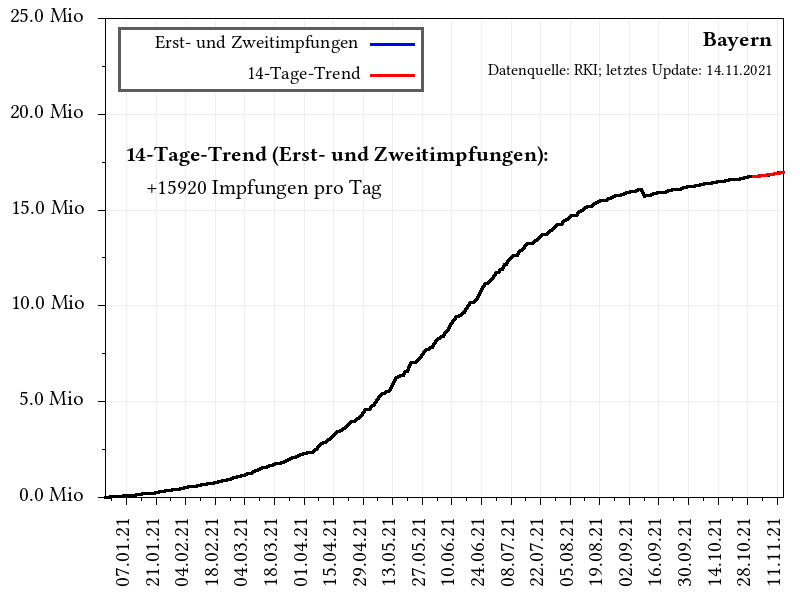 25.0 Mio
20.0 Mio
15.0 Mio
10.0 Mio
5.0 Mio
0.0 Mio
Erst- und Zweitimpfungen
14-Tage-Trend
Bayern
Datenquelle: RKI; letztes Update: 14.11.2021
14-Tage-Trend (Erst- und Zweitimpfungen):
+15920 Impfungen pro Tag
07.01.21
21.01.21
04.02.21
18.02.21
04.03.21
18.03.21
01.04.21
15.04.21
29.04.21
13.05.21
27.05.21
10.06.21
24.06.21
08.07.21
22.07.21
05.08.21
19.08.21
02.09.21
16.09.21
30.09.21
14.10.21
28.10.21
11.11.21